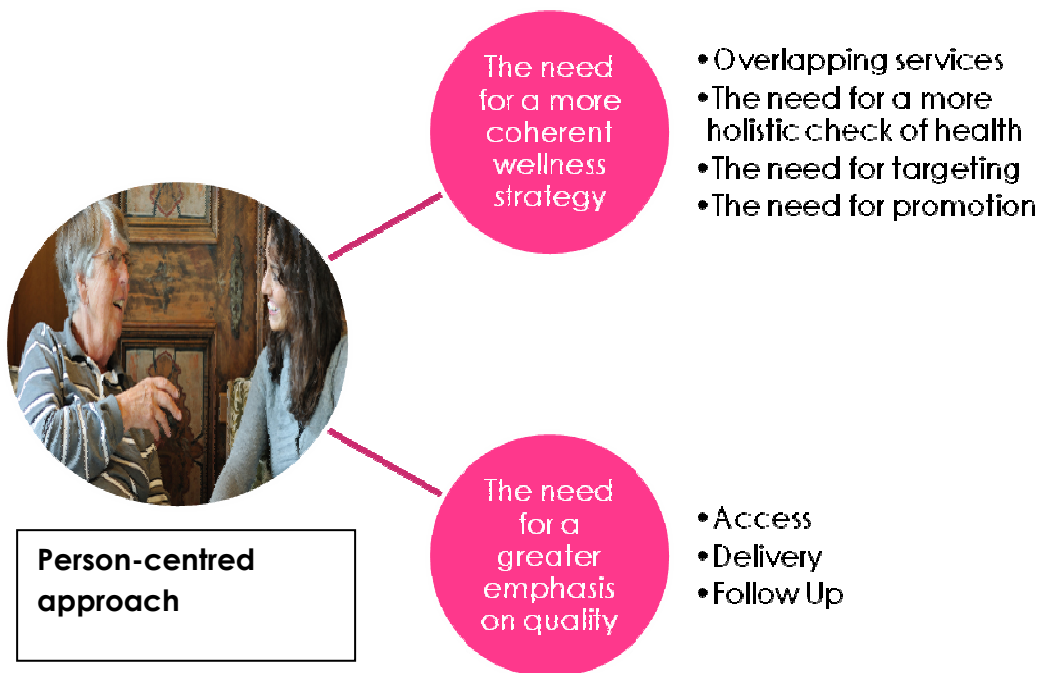 The need
for a more
coherent
wellness
strategy
•Overlapping services
•The need for a more
holistic check of health
•The need for targeting
•The need for promotion
Person-centred
approach
The need
for a
greater
emphasis
on quality
•Access
•Delivery
•Follow Up